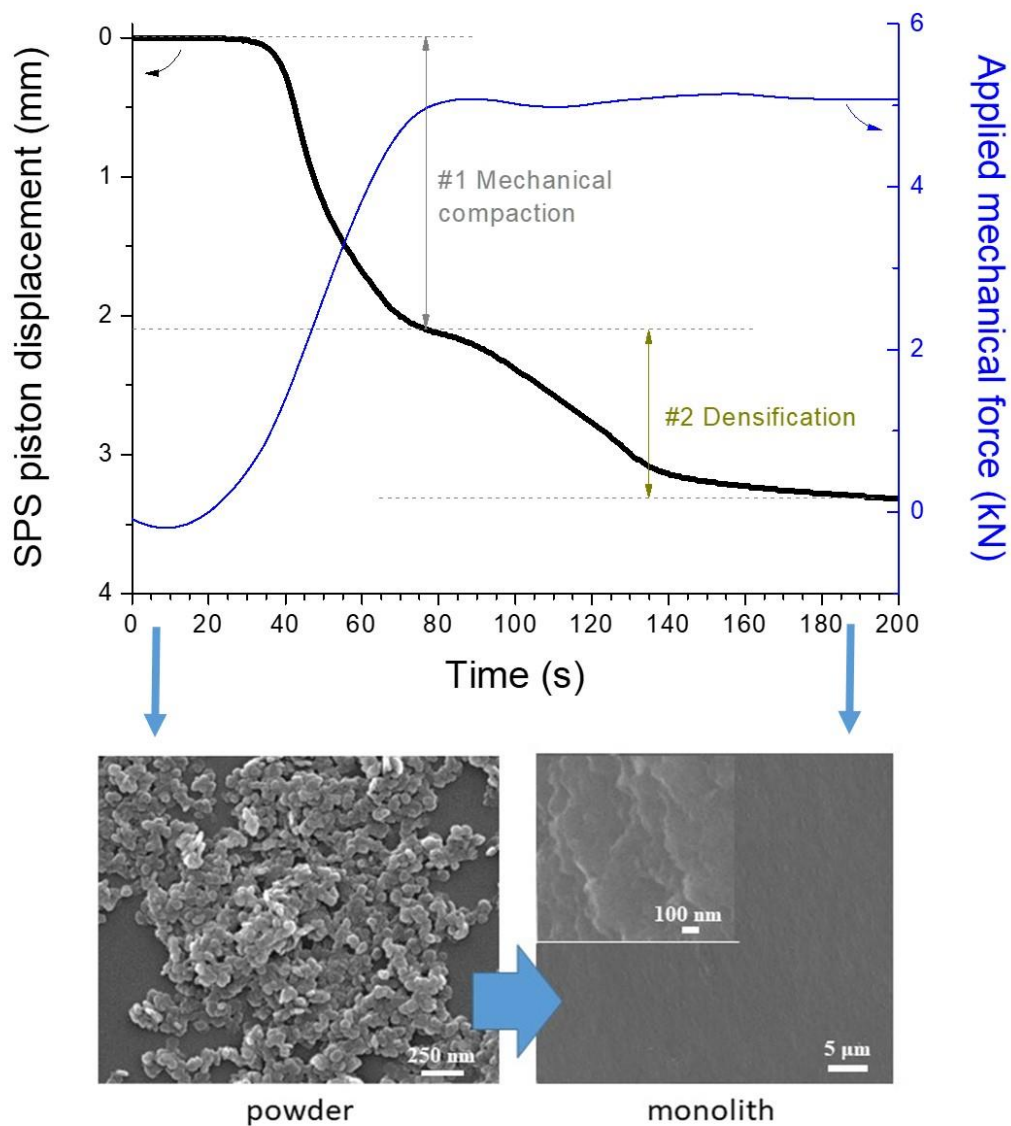 SPS piston displacement (mm)
0
1
2
3
4
6
4
2
0
Applied mechanical force (kN)
#1 Mechanical
compaction
#2 Densification
0 20 40 60 80 100 120 140 160 180 200
Time (s)
250 nm
100 nm
5 µm
powder
monolith